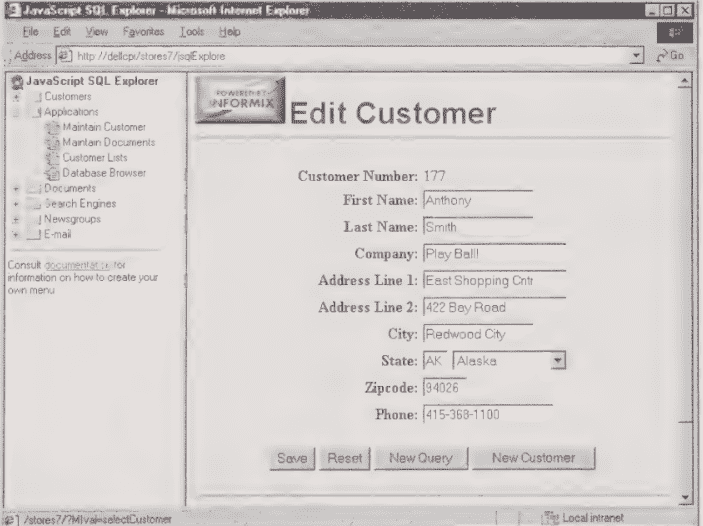 JavaScript SQL Explorer - Microsoft Internet Explorer
File Edit View Favorites Tools Help
Address http://dellcpi/stores7/jsqlExplore Go
JavaScript SQL Explorer
Customers
Applications
Maintain Customer
Maintain Documents
Customer Lists
Database Browser
Documents
Search Engines
Newsgroups
E-mail
Consult documentation for
information on how to create your
own menu
POWERED BY
INFORMIX
Edit Customer
Customer Number: 177
First Name: Anthony
Last Name: Smith
Company: Play Ball!
Address Line 1: East Shopping Cntr
Address Line 2: 422 Bay Road
City: Redwood City
State: AK Alaska
Zipcode: 94026
Phone: 415-368-1100
Save Reset New Query New Customer
/stores7/?MIval=selectCustomer Local intranet